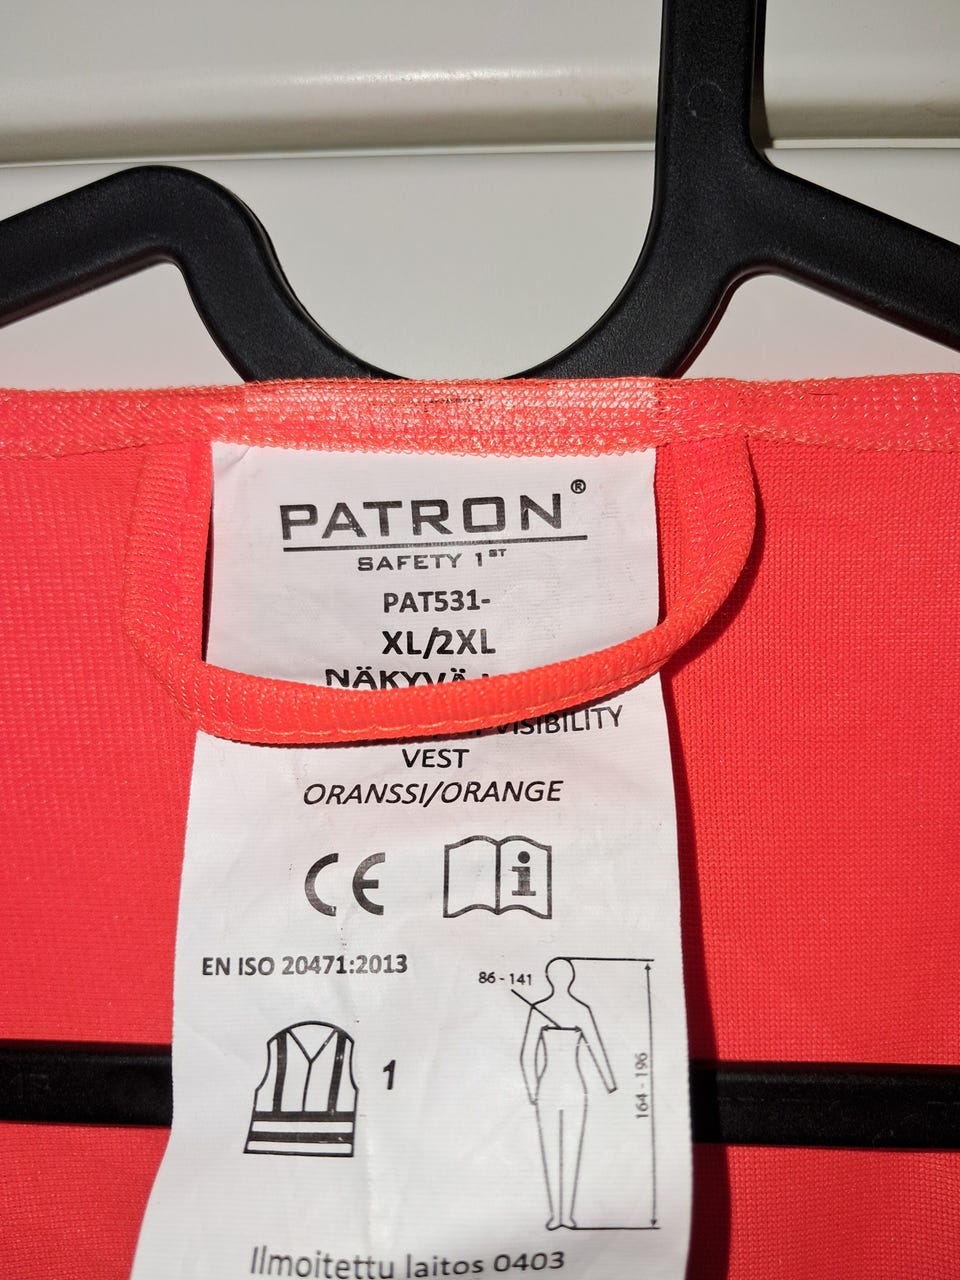 PATRON®
SAFETY 1ST
PAT531-
XL/2XL
VISIBILITY
VEST
ORANSSI/ORANGE
CE
i
EN ISO 20471:2013
86 - 141
1
164 - 196
Ilmoitettu laitos 0403